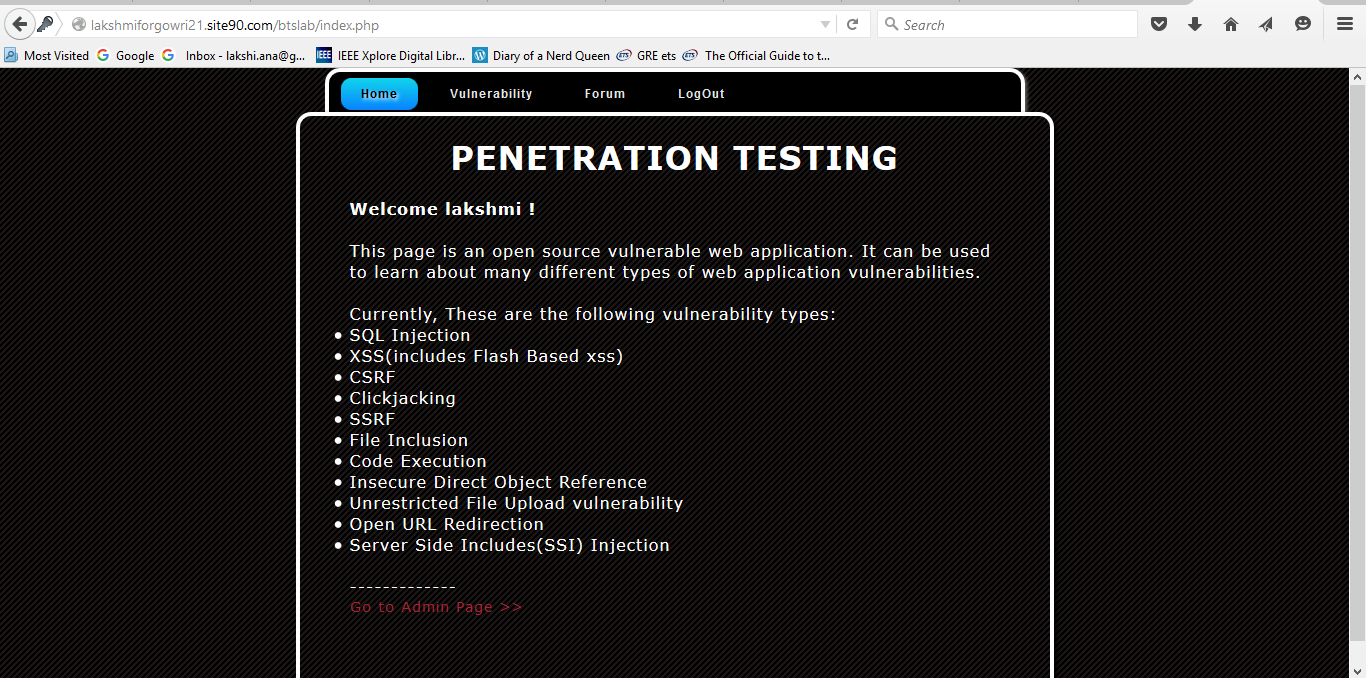 lakshmiforgowri21.site90.com/btslab/index.php
Search
Most Visited Google Inbox - lakshi.ana@g... IEEE IEEE Xplore Digital Libr... Diary of a Nerd Queen ETS GRE ets ETS The Official Guide to t...
Home Vulnerability Forum LogOut
PENETRATION TESTING
Welcome lakshmi !
This page is an open source vulnerable web application. It can be used
to learn about many different types of web application vulnerabilities.
Currently, These are the following vulnerability types:
• SQL Injection
• XSS(includes Flash Based xss)
• CSRF
• Clickjacking
• SSRF
• File Inclusion
• Code Execution
• Insecure Direct Object Reference
• Unrestricted File Upload vulnerability
• Open URL Redirection
• Server Side Includes(SSI) Injection
-------------
Go to Admin Page >>